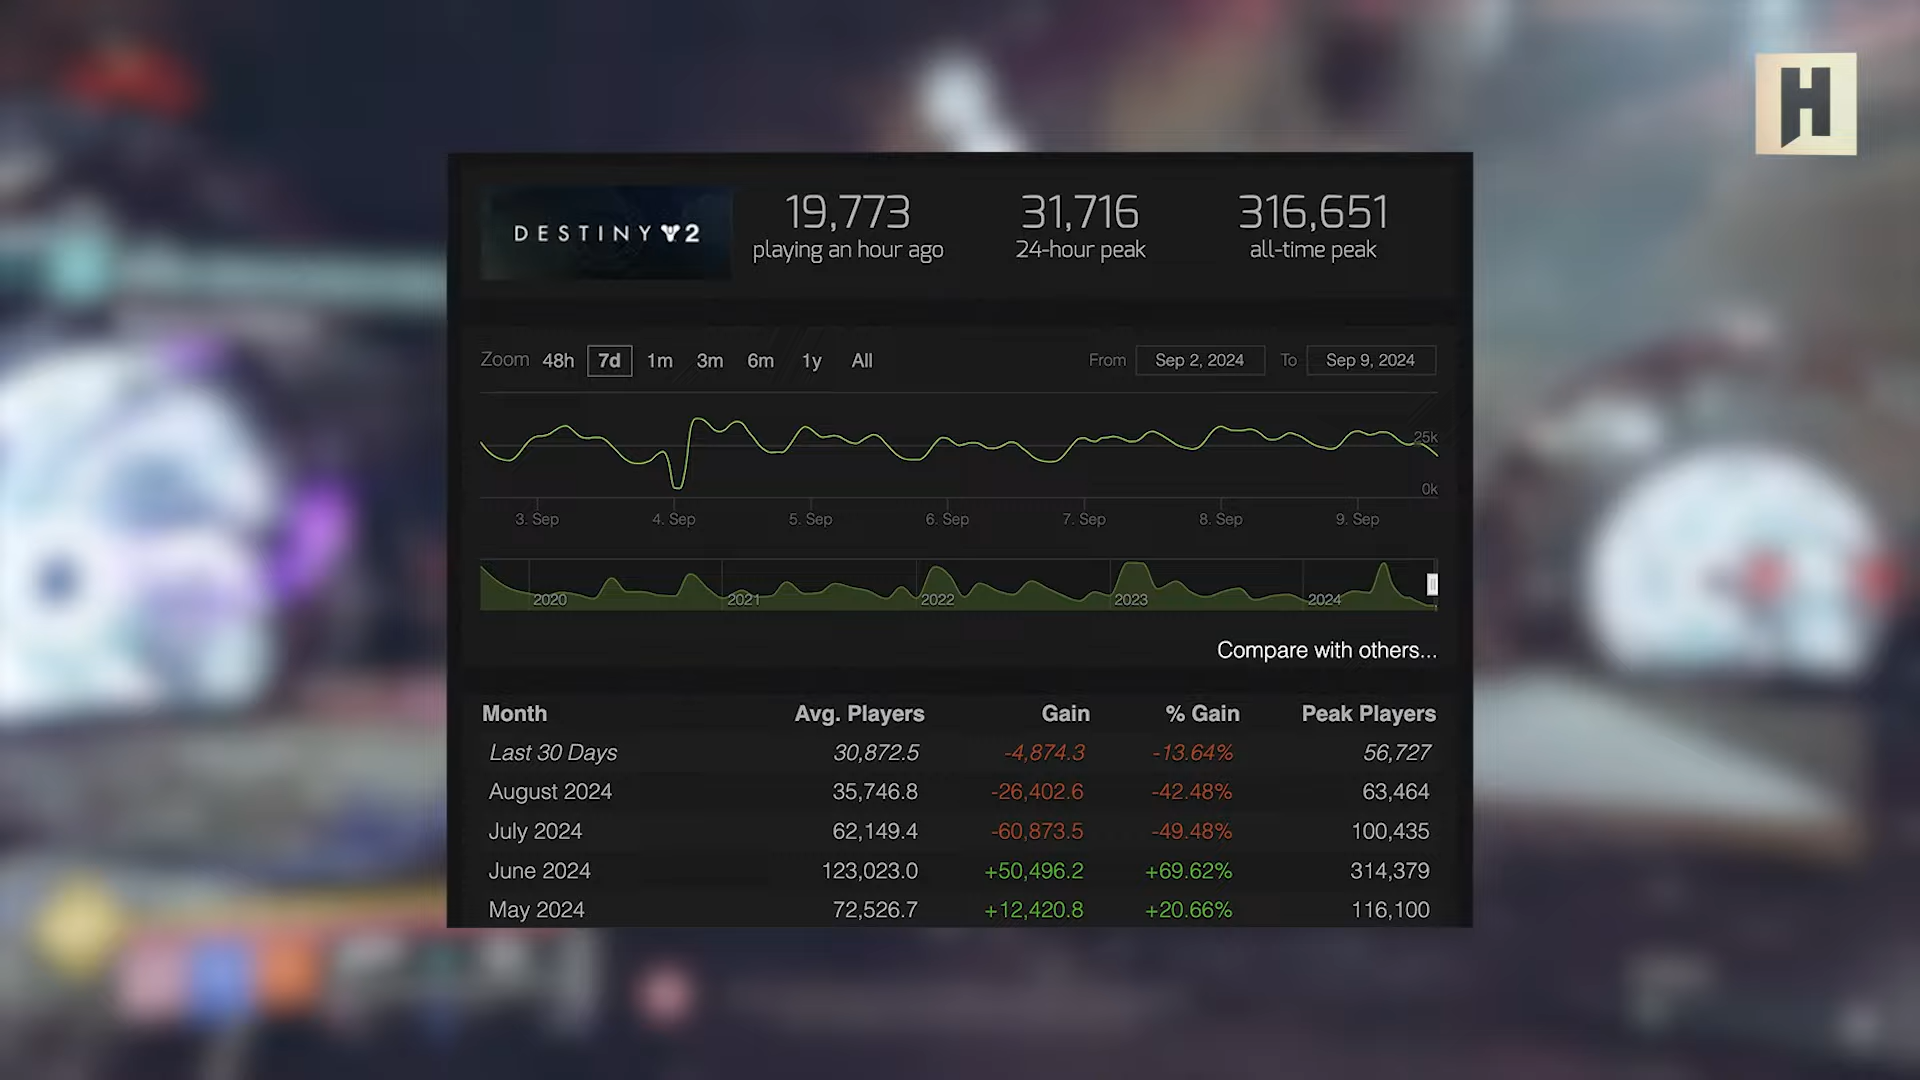 H
DESTINY 2
19,773
playing an hour ago
31,716
24-hour peak
316,651
all-time peak
Zoom 48h 7d 1m 3m 6m 1y All
From Sep 2, 2024 To Sep 9, 2024
25k
0k
3. Sep 4. Sep 5. Sep 6. Sep 7. Sep 8. Sep 9. Sep
2020 2021 2022 2023 2024
Compare with others...
Month Avg. Players Gain % Gain Peak Players
Last 30 Days 30,872.5 -4,874.3 -13.64% 56,727
August 2024 35,746.8 -26,402.6 -42.48% 63,464
July 2024 62,149.4 -60,873.5 -49.48% 100,435
June 2024 123,023.0 +50,496.2 +69.62% 314,379
May 2024 72,526.7 +12,420.8 +20.66% 116,100